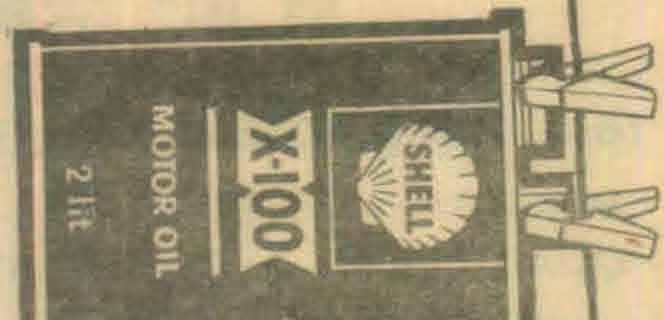 SHELL
X-100
MOTOR OIL
2 lit